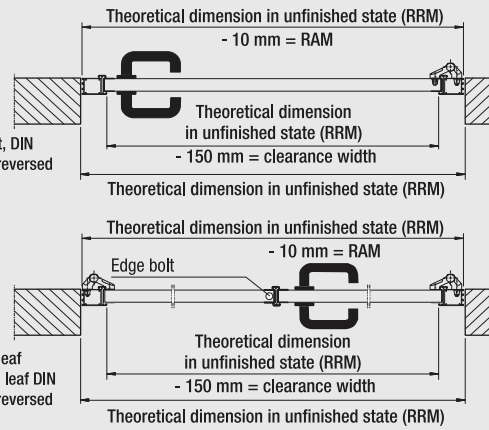 Theoretical dimension in unfinished state (RRM)
- 10 mm = RAM
Theoretical dimension
in unfinished state (RRM)
- 150 mm = clearance width
, DIN
reversed
Theoretical dimension in unfinished state (RRM)
Theoretical dimension in unfinished state (RRM)
- 10 mm = RAM
Edge bolt
Theoretical dimension
in unfinished state (RRM)
- 150 mm = clearance width
leaf DIN
reversed
Theoretical dimension in unfinished state (RRM)